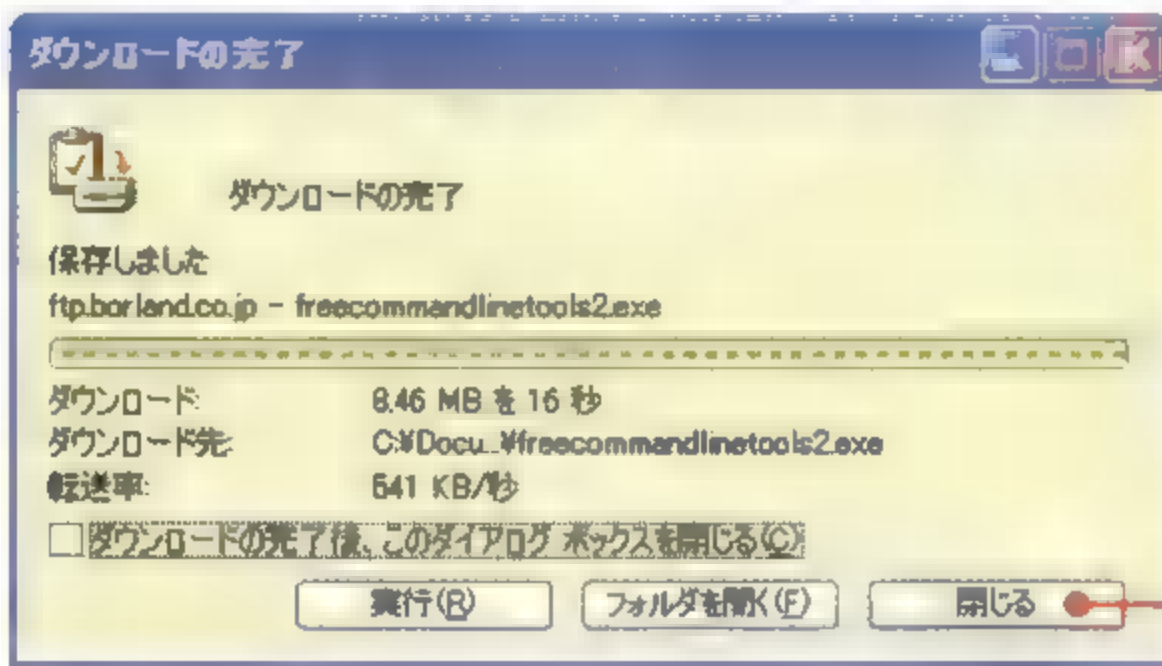 ダウンロードの完了
ダウンロードの完了
保存しました
ftp.borland.co.jp - freecommandlinetools2.exe
ダウンロード: 8.46 MB を 16 秒
ダウンロード先: C:¥Docu...¥freecommandlinetools2.exe
転送率: 541 KB/秒
ダウンロードの完了後、このダイアログ ボックスを閉じる(C)
実行(R) フォルダを開く(F) 閉じる